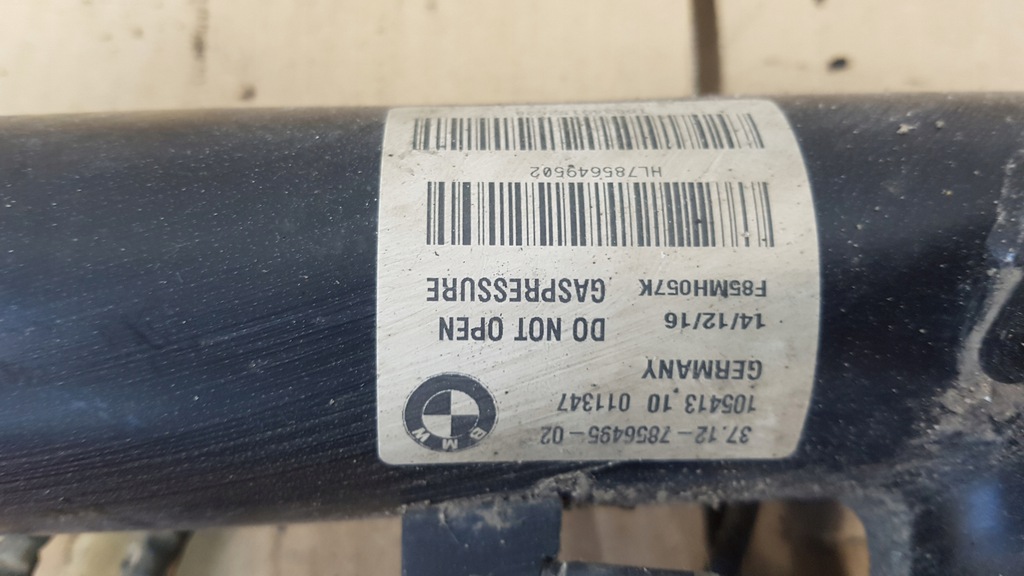 37.12-7856495-02
105413 10 011347
GERMANY
BMW
14/12/16 DO NOT OPEN
F85MH057K GASPRESSURE
HL785649502